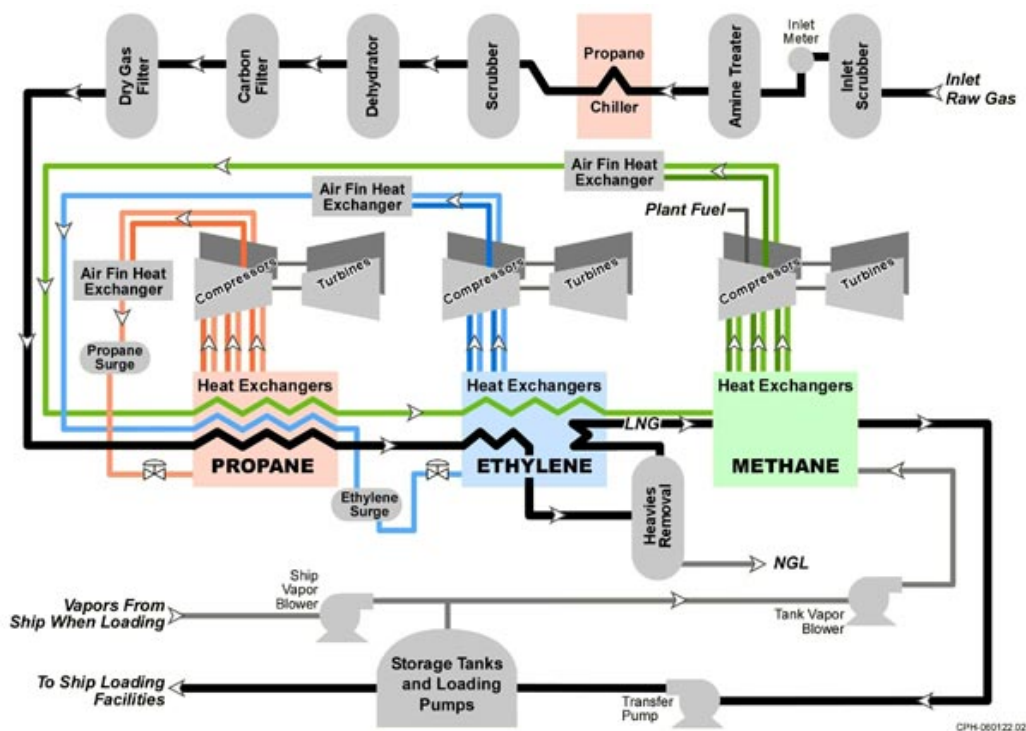 Dry Gas
Filter
Carbon
Filter
Dehydrator
Scrubber
Propane
Chiller
Amine Treater
Inlet
Meter
Inlet
Scrubber
Inlet
Raw Gas
Air Fin Heat
Exchanger
Air Fin Heat
Exchanger
Plant Fuel
Air Fin Heat
Exchanger
Compressors
Turbines
Compressors
Turbines
Compressors
Turbines
Propane
Surge
Heat Exchangers
Heat Exchangers
Heat Exchangers
LNG
PROPANE
ETHYLENE
METHANE
Ethylene
Surge
Heavies
Removal
NGL
Ship
Vapor
Blower
Vapors From
Ship When Loading
Tank Vapor
Blower
Storage Tanks
and Loading
Pumps
To Ship Loading
Facilities
Transfer
Pump
CPH-060122.02